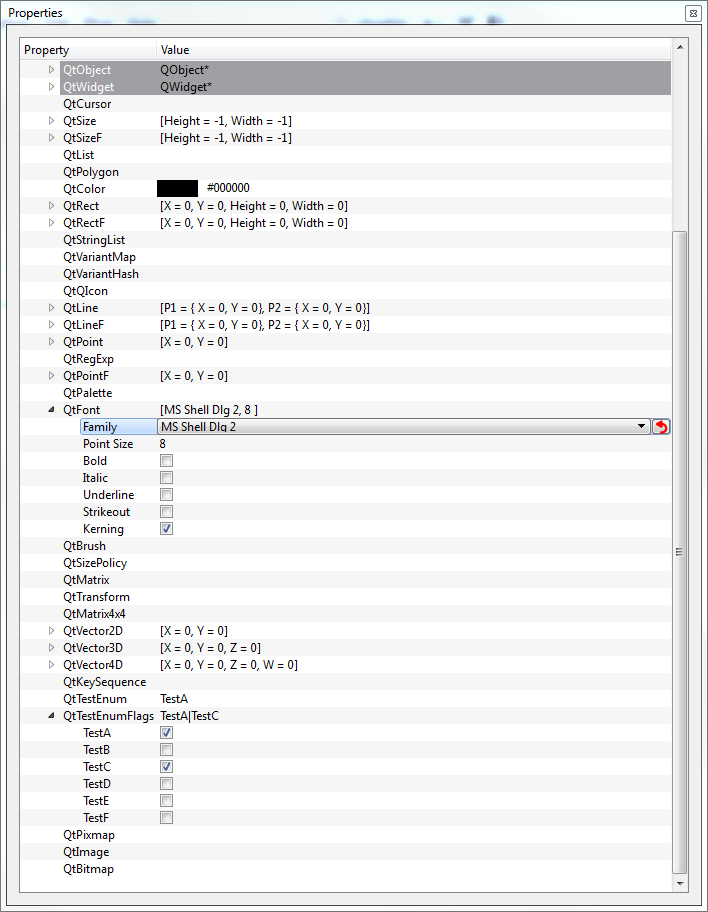 Properties
Property Value
QtObject QObject*
QtWidget QWidget*
QtCursor
QtSize [Height = -1, Width = -1]
QtSizeF [Height = -1, Width = -1]
QtList
QtPolygon
QtColor #000000
QtRect [X = 0, Y = 0, Height = 0, Width = 0]
QtRectF [X = 0, Y = 0, Height = 0, Width = 0]
QtStringList
QtVariantMap
QtVariantHash
QtQIcon
QtLine [P1 = { X = 0, Y = 0}, P2 = { X = 0, Y = 0}]
QtLineF [P1 = { X = 0, Y = 0}, P2 = { X = 0, Y = 0}]
QtPoint [X = 0, Y = 0]
QtRegExp
QtPointF [X = 0, Y = 0]
QtPalette
QtFont [MS Shell Dlg 2, 8 ]
Family MS Shell Dlg 2
Point Size 8
Bold
Italic
Underline
Strikeout
Kerning
QtBrush
QtSizePolicy
QtMatrix
QtTransform
QtMatrix4x4
QtVector2D [X = 0, Y = 0]
QtVector3D [X = 0, Y = 0, Z = 0]
QtVector4D [X = 0, Y = 0, Z = 0, W = 0]
QtKeySequence
QtTestEnum TestA
QtTestEnumFlags TestA|TestC
TestA
TestB
TestC
TestD
TestE
TestF
QtPixmap
QtImage
QtBitmap